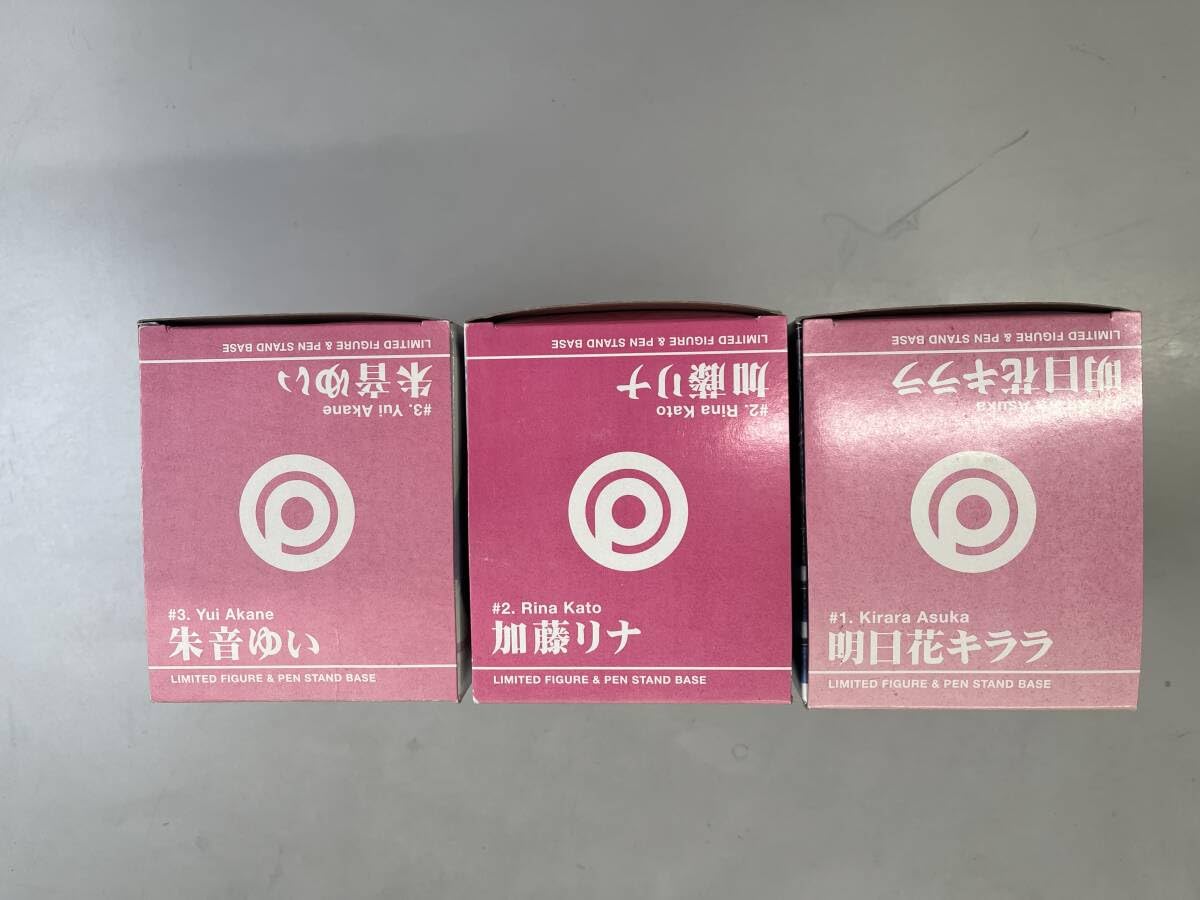 LIMITED FIGURE & PEN STAND BASE
朱音ゆい
#3. Yui Akane
#3. Yui Akane
朱音ゆい
LIMITED FIGURE & PEN STAND BASE
LIMITED FIGURE & PEN STAND BASE
加藤リナ
#2. Rina Kato
#2. Rina Kato
加藤リナ
LIMITED FIGURE & PEN STAND BASE
LIMITED FIGURE & PEN STAND BASE
明日花キララ
Asuka
#1. Kirara Asuka
明日花キララ
LIMITED FIGURE & PEN STAND BASE